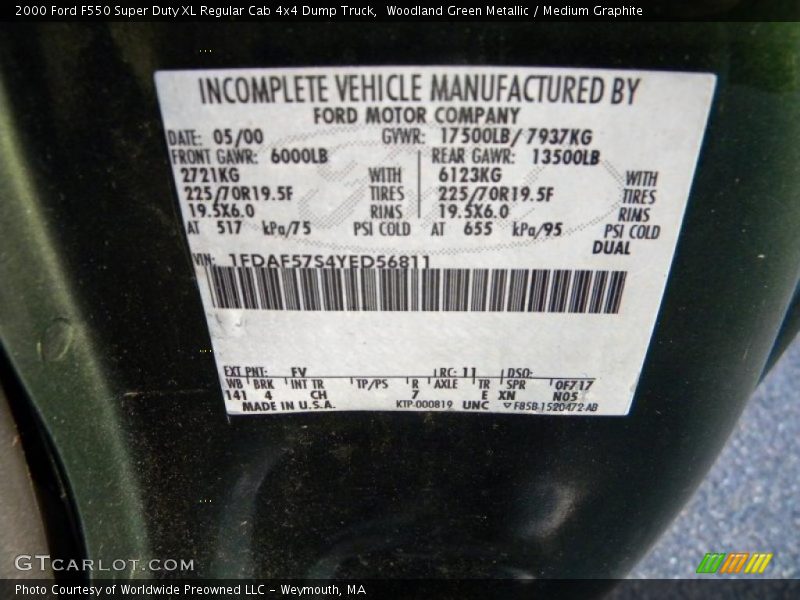 2000 Ford F550 Super Duty XL Regular Cab 4x4 Dump Truck,  Woodland Green Metallic / Medium Graphite
INCOMPLETE VEHICLE MANUFACTURED BY
FORD MOTOR COMPANY
DATE: 05/00 GVWR: 17500LB/ 7937KG
FRONT GAWR: 6000LB REAR GAWR: 13500LB
2721KG WITH 6123KG WITH
225/70R19.5F TIRES 225/70R19.5F TIRES
19.5X6.0 RIMS 19.5X6.0 RIMS
AT 517 kPa/75 PSI COLD AT 655 kPa/95 PSI COLD
DUAL
VIN: 1FDAF57S4YED56811
EXT PNT: FV RC: 11 DSO:
WB BRK INT TR TP/PS R AXLE TR SPR 0F717
141 4 CH 7 E XN N05
MADE IN U.S.A. KTP-000819 UNC F85B-1520472-AB
GTCARLOT.COM
Photo Courtesy of Worldwide Preowned LLC - Weymouth, MA